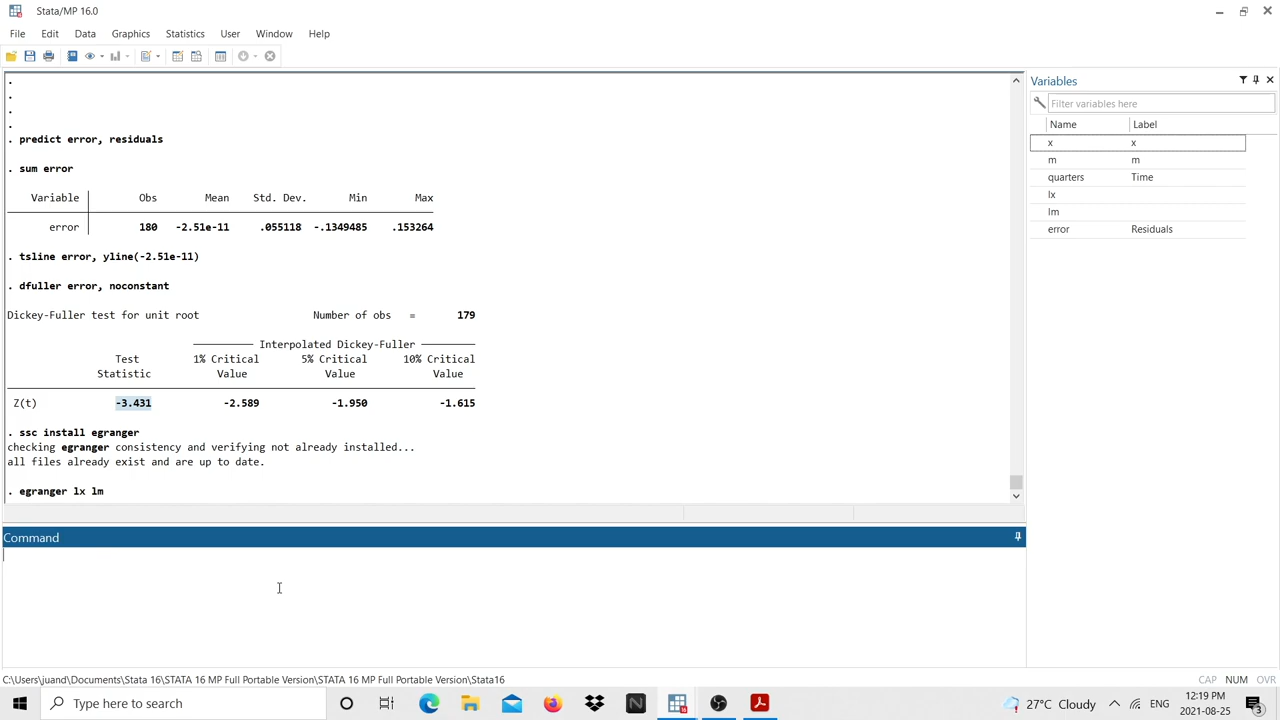 Stata/MP 16.0
File Edit Data Graphics Statistics User Window Help
.
.
.
.
. predict error, residuals
. sum error
Variable Obs Mean Std. Dev. Min Max
error 180 -2.51e-11 .055118 -.1349485 .153264
. tsline error, yline(-2.51e-11)
. dfuller error, noconstant
Dickey-Fuller test for unit root Number of obs = 179
Interpolated Dickey-Fuller
Test 1% Critical 5% Critical 10% Critical
Statistic Value Value Value
Z(t) -3.431 -2.589 -1.950 -1.615
. ssc install egranger
checking egranger consistency and verifying not already installed...
all files already exist and are up to date.
. egranger lx lm
Command
Variables
Filter variables here
Name Label
x x
m m
quarters Time
lx
lm
error Residuals
C:\Users\juand\Documents\Stata 16\STATA 16 MP Full Portable Version\STATA 16 MP Full Portable Version\Stata16
CAP NUM OVR
Type here to search
27°C Cloudy ENG 12:19 PM
2021-08-25
3